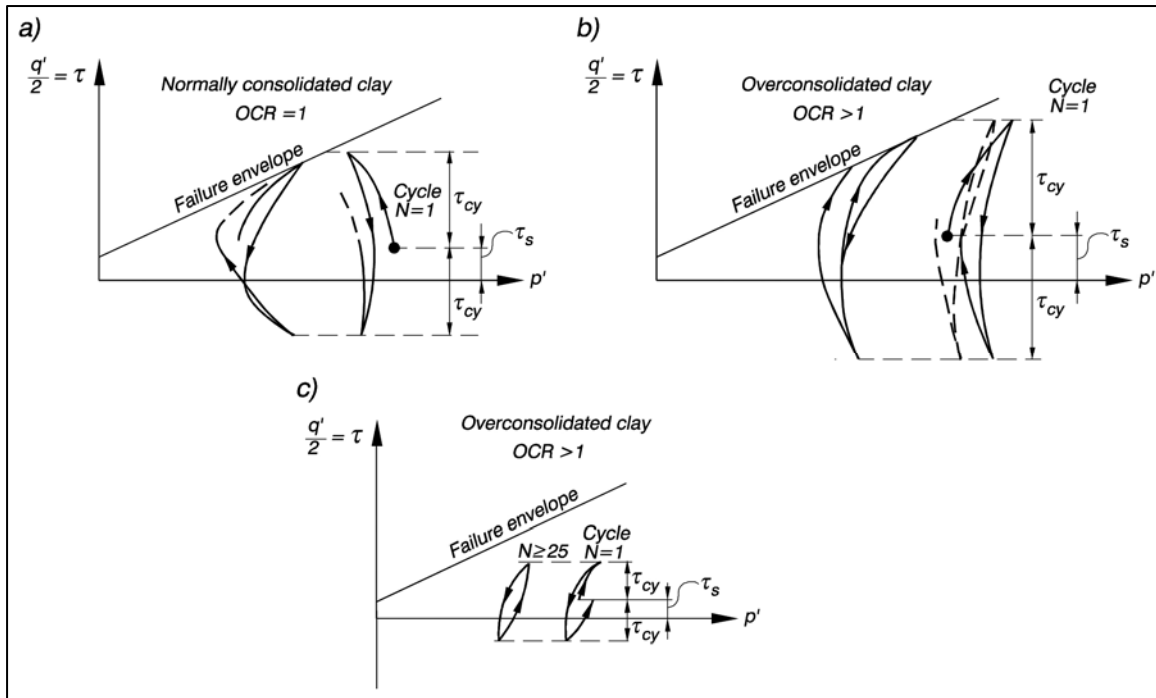 a)
q'/2 = τ
Normally consolidated clay
OCR = 1
Failure envelope
Cycle
N= 1
τcy
τs
p'
τcy
b)
q'/2 = τ
Overconsolidated clay
OCR >1
Cycle
N= 1
Failure envelope
τcy
τs
p'
τcy
c)
q'/2 = τ
Overconsolidated clay
OCR >1
Failure envelope
N≥25
Cycle
N= 1
τcy
τs
p'
τcy